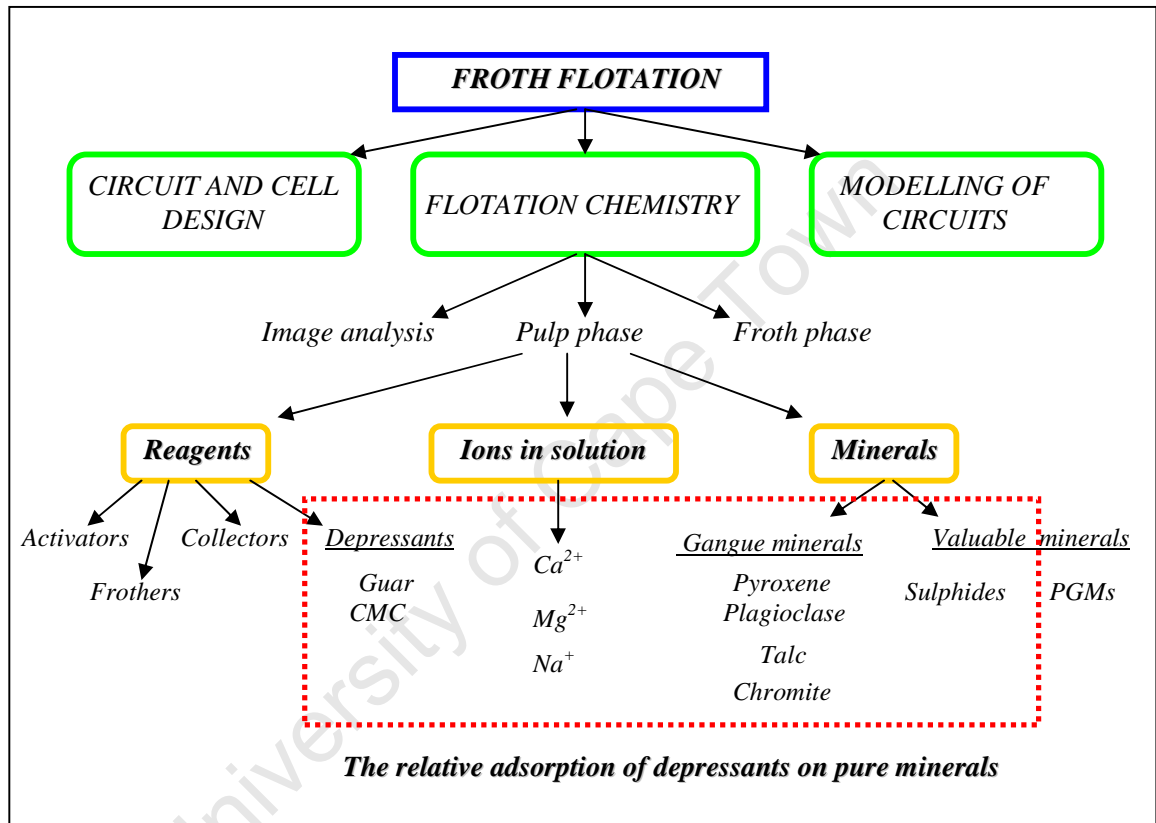 FROTH FLOTATION
CIRCUIT AND CELL
DESIGN
FLOTATION CHEMISTRY
MODELLING OF
CIRCUITS
Image analysis
Pulp phase
Froth phase
Reagents
Ions in solution
Minerals
Activators
Collectors
Frothers
Depressants
Guar
CMC
Ca²⁺
Mg²⁺
Na⁺
Gangue minerals
Pyroxene
Plagioclase
Talc
Chromite
Valuable minerals
Sulphides
PGMs
The relative adsorption of depressants on pure minerals
University of Cape Town